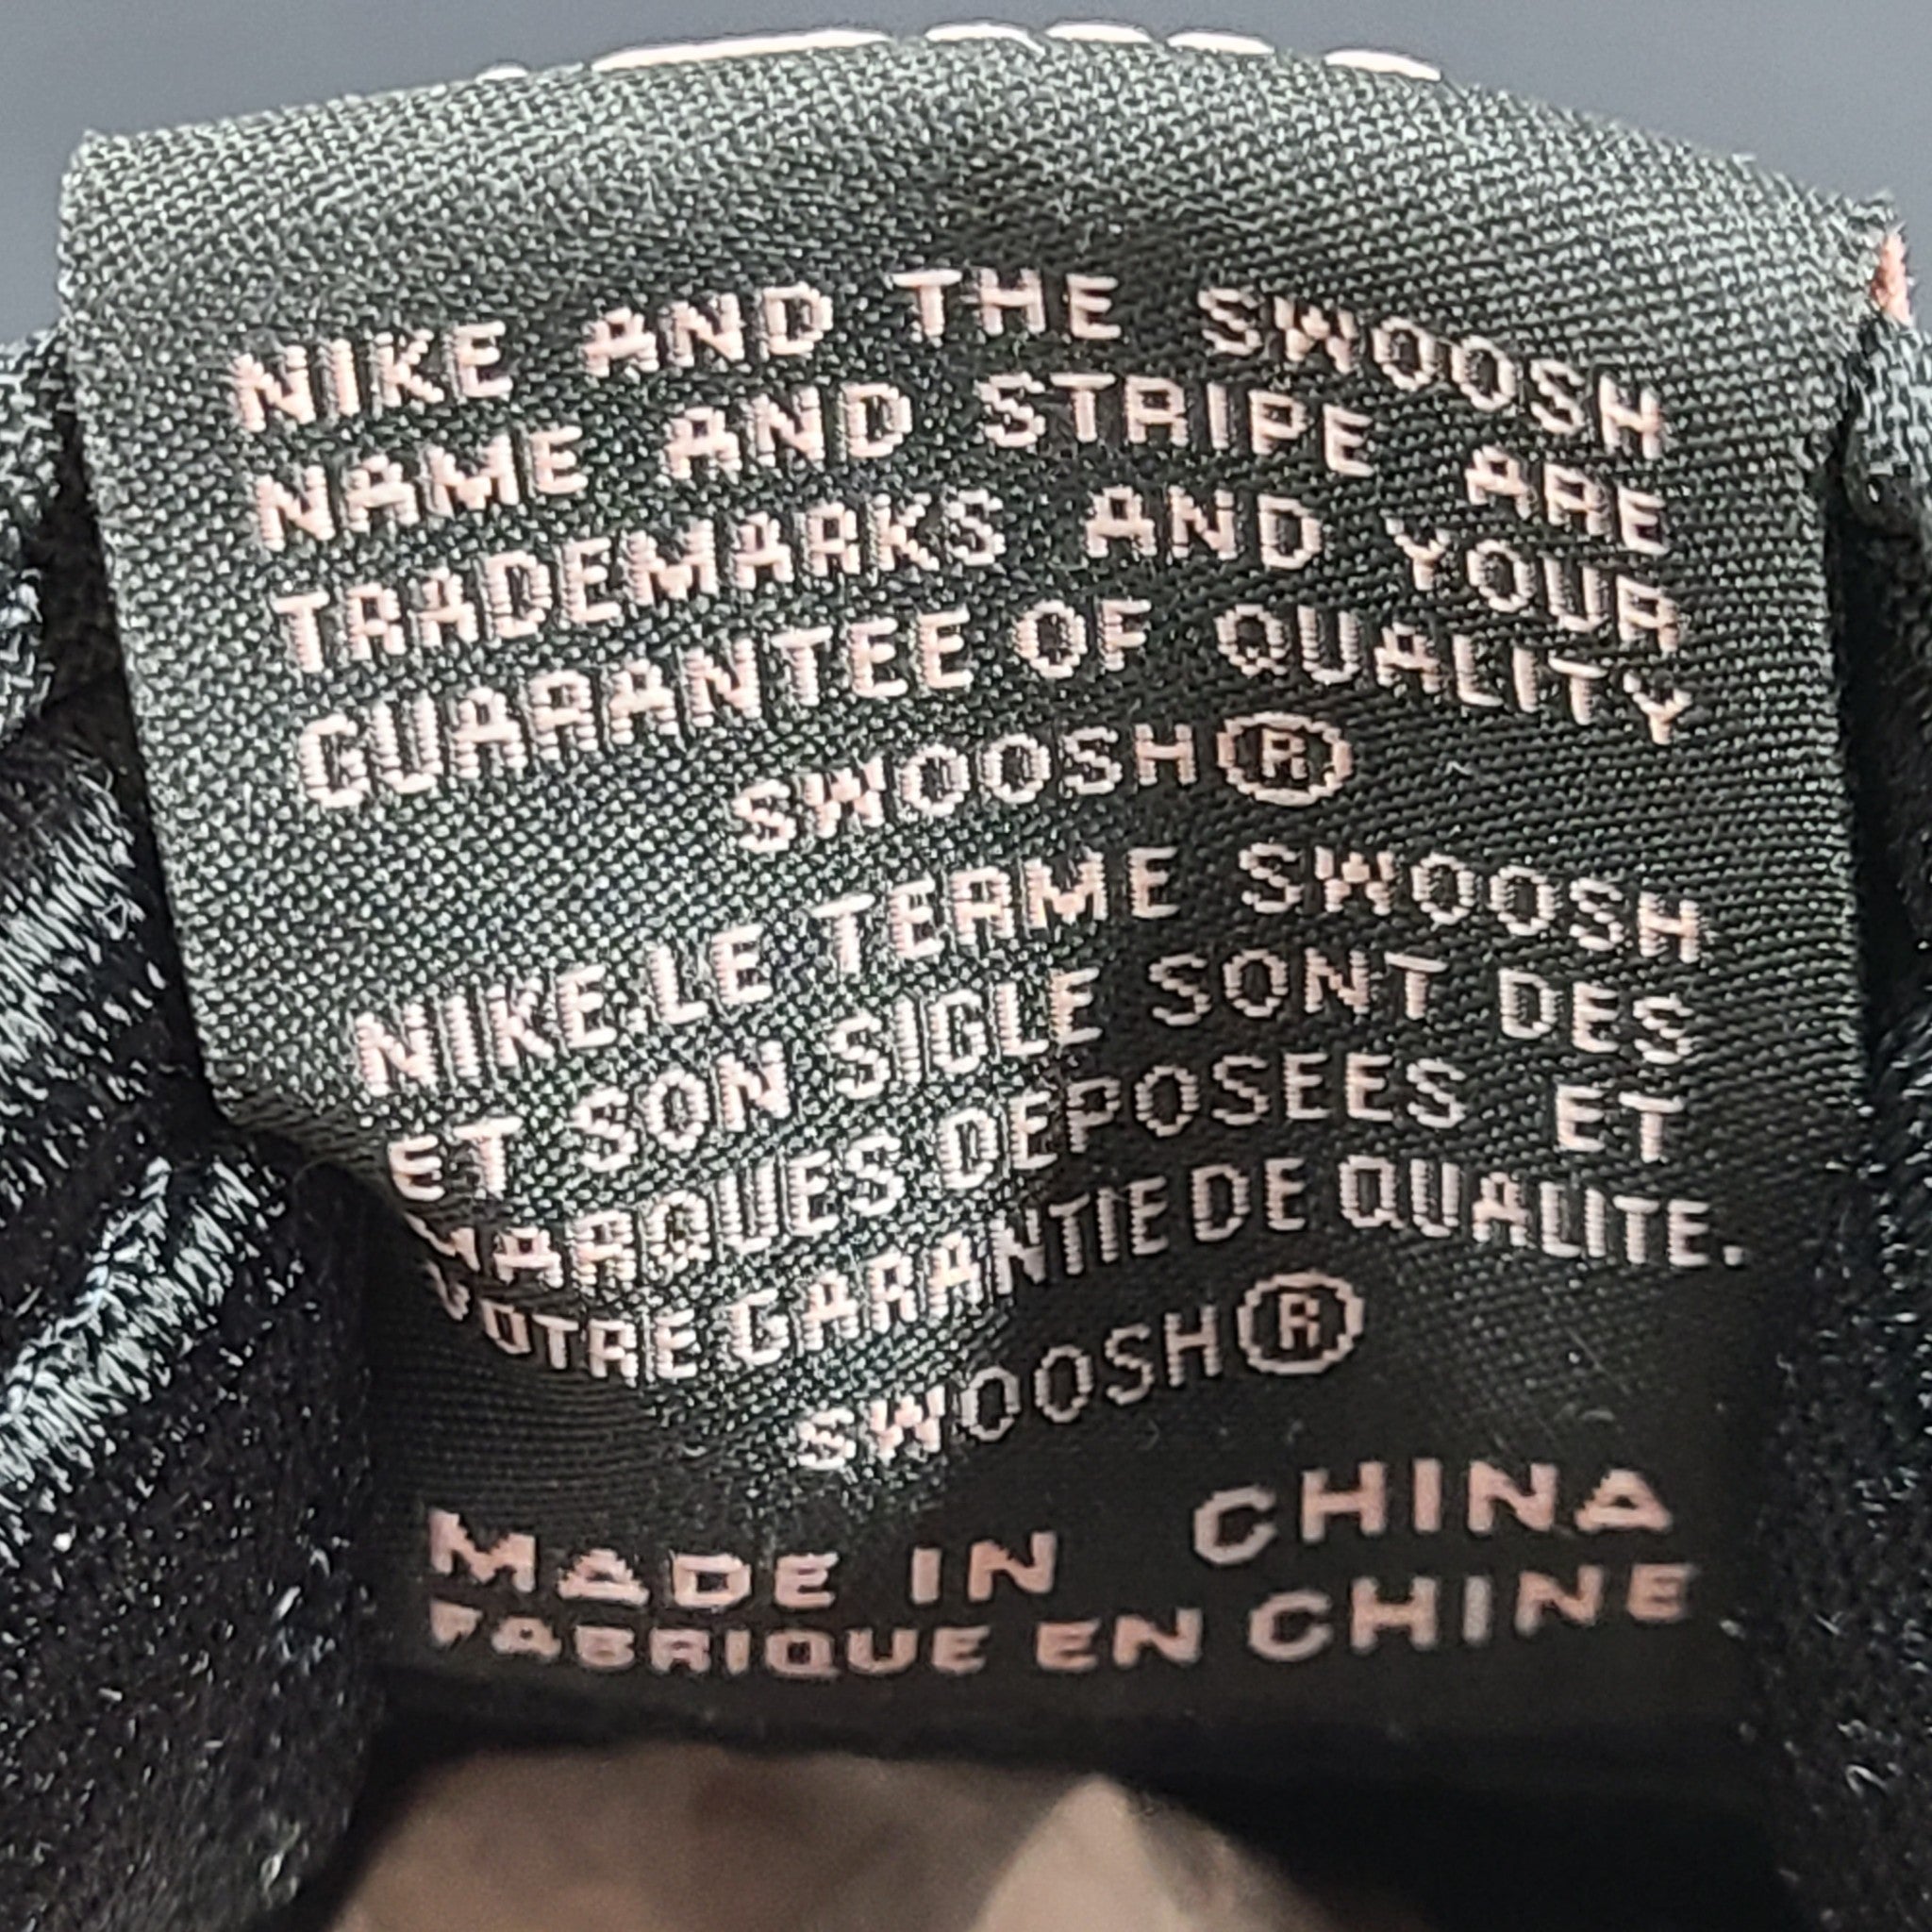 NIKE AND THE SWOOSH
NAME AND STRIPE ARE
TRADEMARKS AND YOUR
GUARANTEE OF QUALITY
SWOOSH®
NIKE.LE TERME SWOOSH
ET SON SIGLE SONT DES
MARQUES DEPOSEES ET
VOTRE GARANTIE DE QUALITE.
SWOOSH®
MADE IN CHINA
FABRIQUE EN CHINE